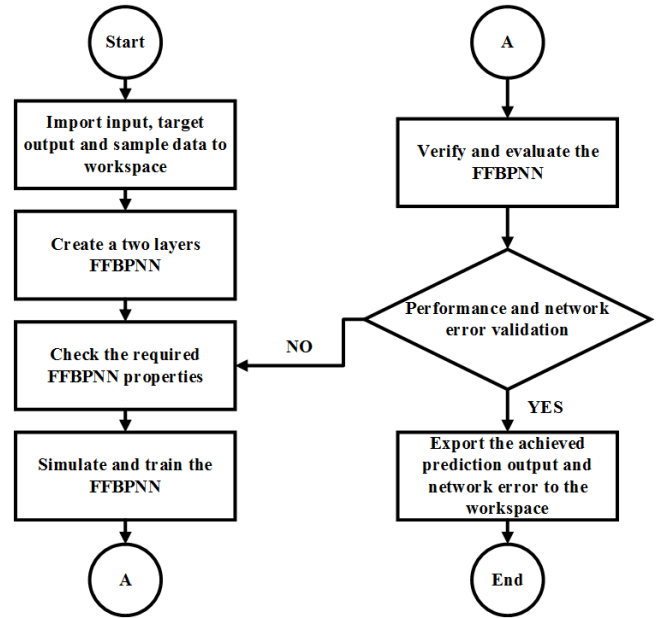 Start
Import input, target
output and sample data to
workspace
Create a two layers
FFBPNN
Check the required
FFBPNN properties
Simulate and train the
FFBPNN
A
A
Verify and evaluate the
FFBPNN
Performance and network
error validation
NO
YES
Export the achieved
prediction output and
network error to the
workspace
End